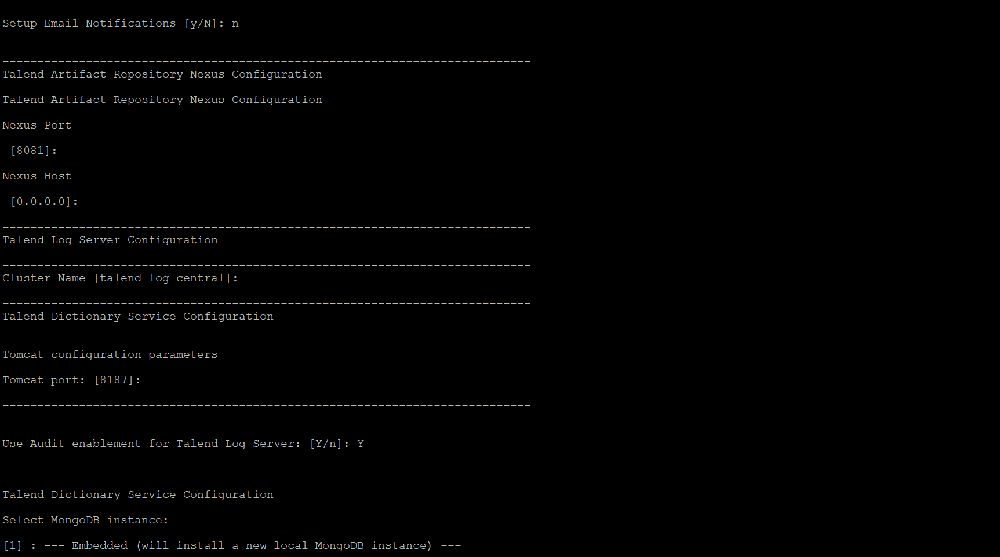 Setup Email Notifications [y/N]: n
----------------------------------------------------------------------------
Talend Artifact Repository Nexus Configuration
Talend Artifact Repository Nexus Configuration
Nexus Port
[8081]:
Nexus Host
[0.0.0.0]:
----------------------------------------------------------------------------
Talend Log Server Configuration
----------------------------------------------------------------------------
Cluster Name [talend-log-central]:
----------------------------------------------------------------------------
Talend Dictionary Service Configuration
----------------------------------------------------------------------------
Tomcat configuration parameters
Tomcat port: [8187]:
----------------------------------------------------------------------------
Use Audit enablement for Talend Log Server: [Y/n]: Y
----------------------------------------------------------------------------
Talend Dictionary Service Configuration
Select MongoDB instance:
[1] : --- Embedded (will install a new local MongoDB instance) ---